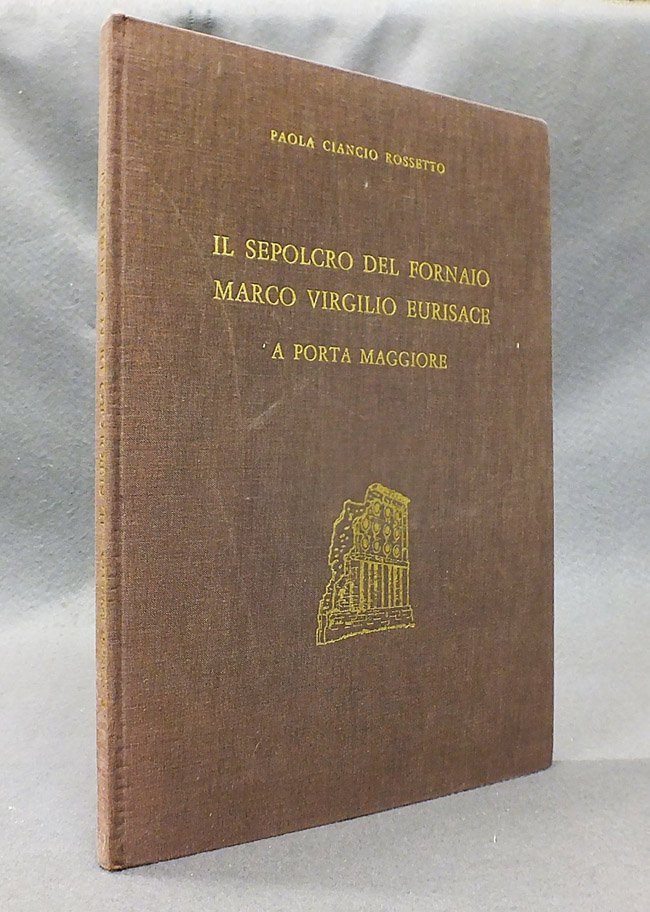 PAOLA CIANCIO ROSSETTO
IL SEPOLCRO DEL FORNAIO
MARCO VIRGILIO EURISACE
A PORTA MAGGIORE